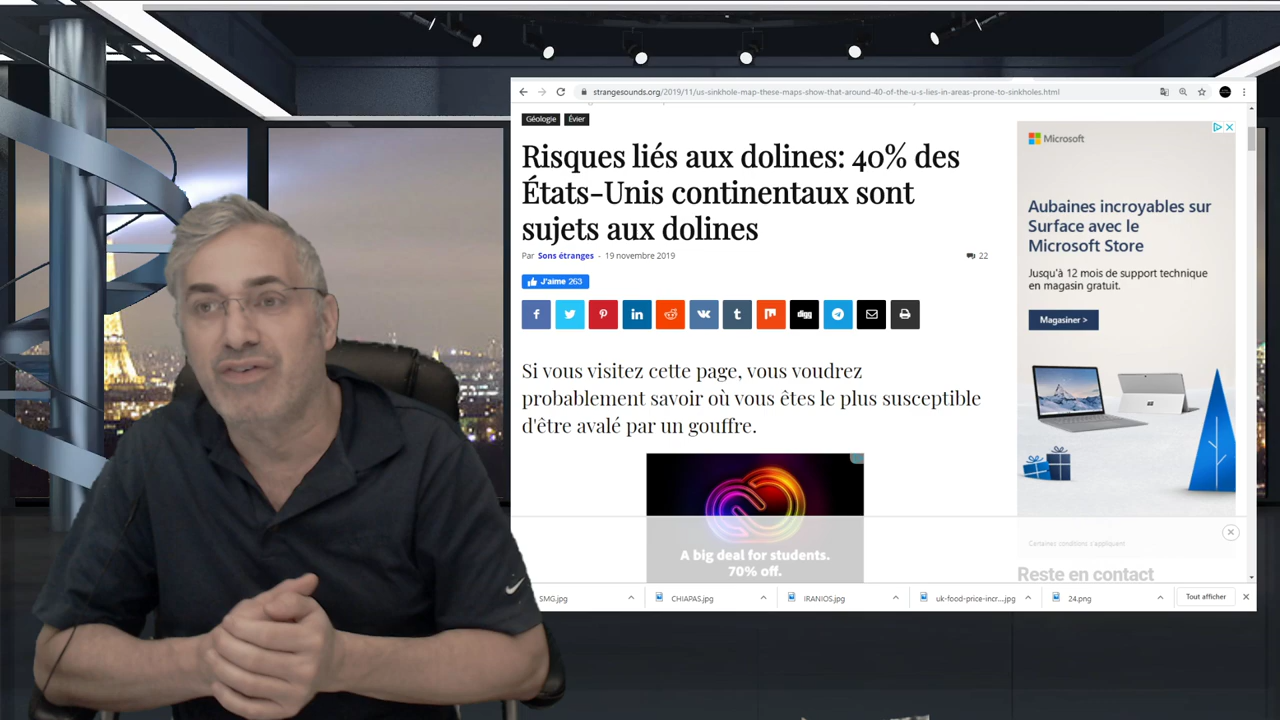 strangesounds.org/2019/11/us-sinkhole-map-these-maps-show-that-around-40-of-the-u-s-lies-in-areas-prone-to-sinkholes.html
Géologie Évier
Risques liés aux dolines: 40% des
États-Unis continentaux sont
sujets aux dolines
Par Sons étranges - 19 novembre 2019 22
J'aime 263
digg
Si vous visitez cette page, vous voudrez
probablement savoir où vous êtes le plus susceptible
d'être avalé par un gouffre.
A big deal for students.
70% off.
Microsoft
Aubaines incroyables sur
Surface avec le
Microsoft Store
Jusqu'à 12 mois de support technique
en magasin gratuit.
Magasiner >
Certaines conditions s'appliquent
Reste en contact
SMG.jpg CHIAPAS.jpg IRANIOS.jpg uk-food-price-incr....jpg 24.png Tout afficher